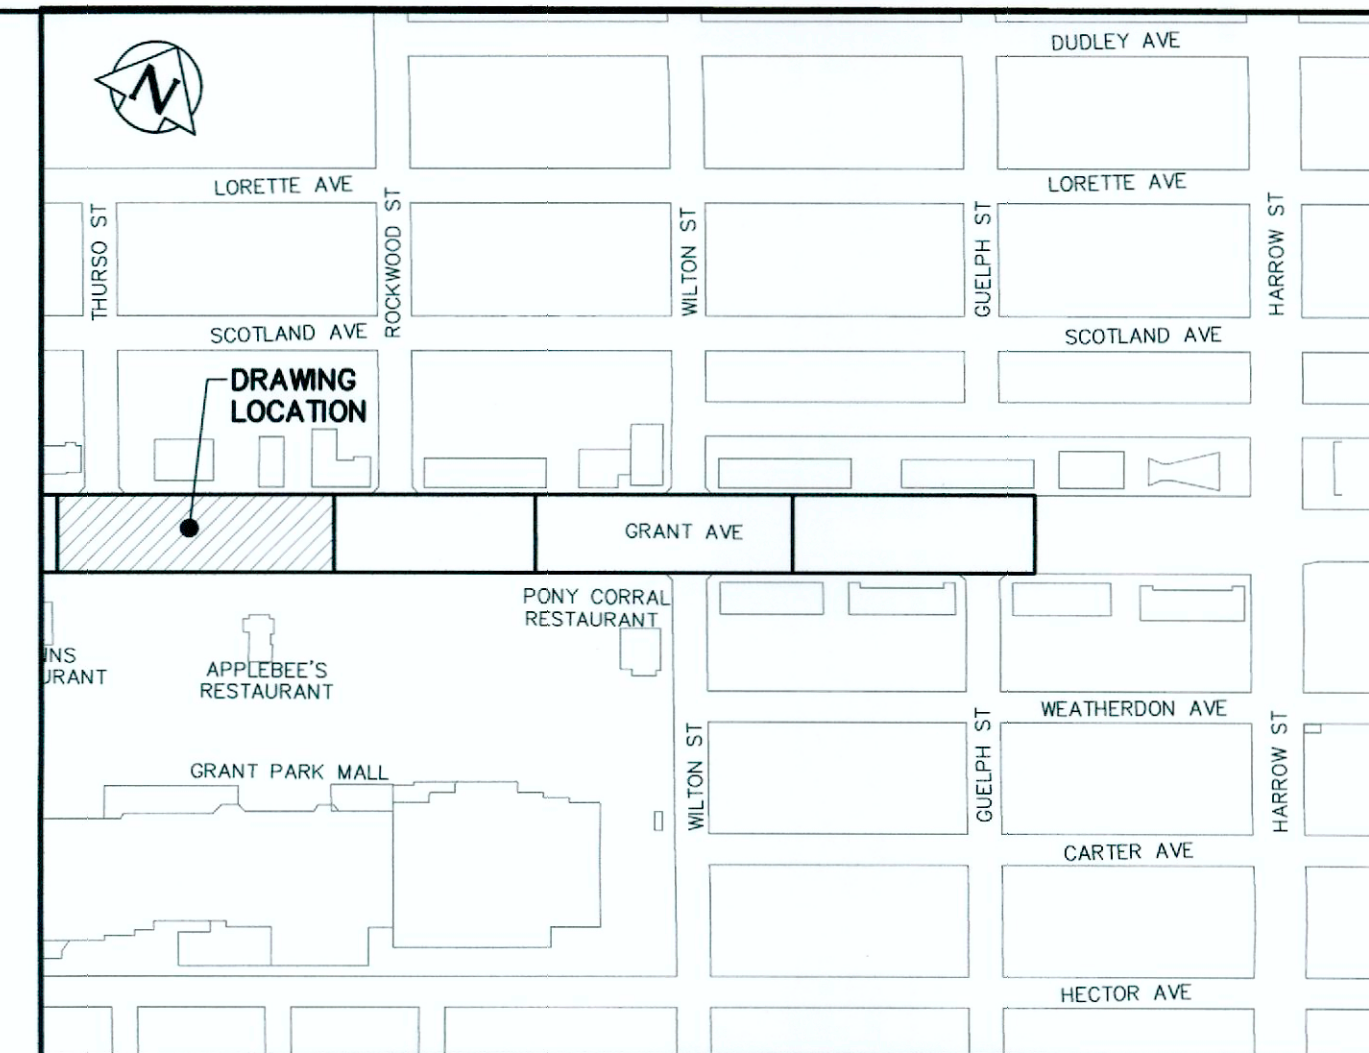 DUDLEY AVE
N
LORETTE AVE
LORETTE AVE
THURSO ST
ROCKWOOD ST
WILTON ST
GUELPH ST
HARROW ST
SCOTLAND AVE
SCOTLAND AVE
DRAWING
LOCATION
GRANT AVE
PONY CORRAL
RESTAURANT
INS
URANT
APPLEBEE'S
RESTAURANT
WEATHERDON AVE
WILTON ST
GUELPH ST
HARROW ST
GRANT PARK MALL
CARTER AVE
HECTOR AVE